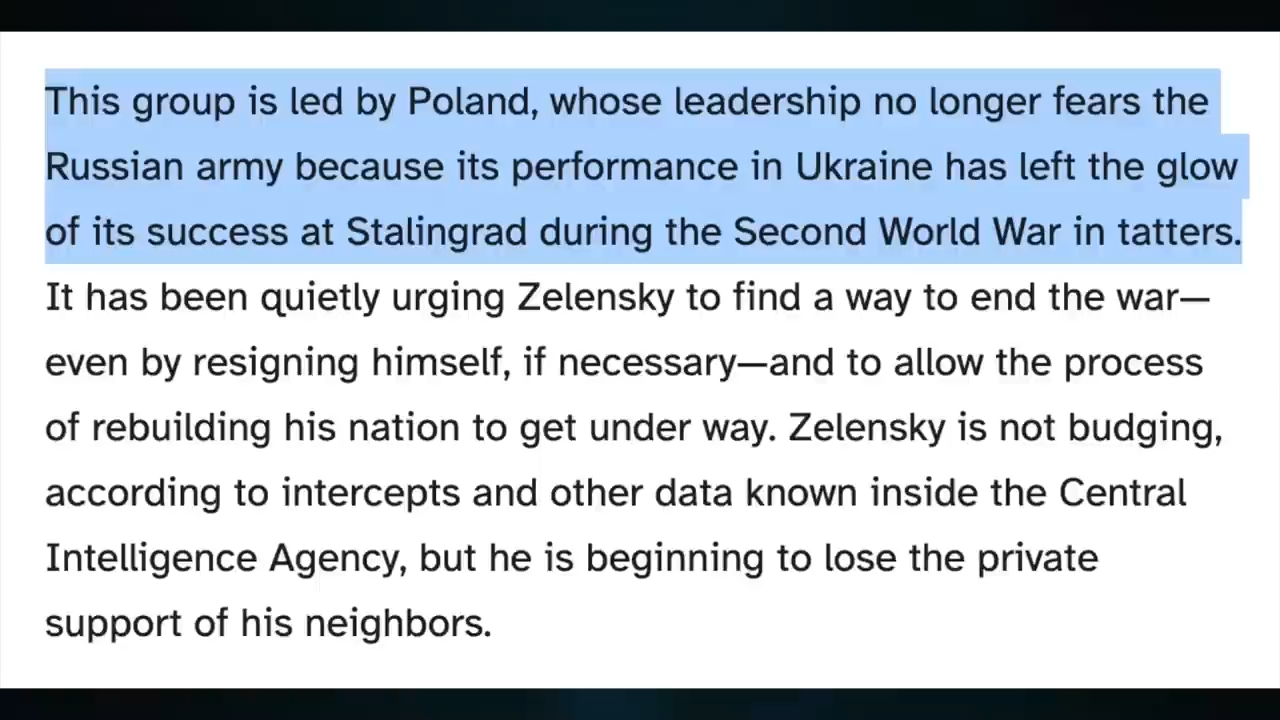 This group is led by Poland, whose leadership no longer fears the
Russian army because its performance in Ukraine has left the glow
of its success at Stalingrad during the Second World War in tatters.
It has been quietly urging Zelensky to find a way to end the war—
even by resigning himself, if necessary—and to allow the process
of rebuilding his nation to get under way. Zelensky is not budging,
according to intercepts and other data known inside the Central
Intelligence Agency, but he is beginning to lose the private
support of his neighbors.